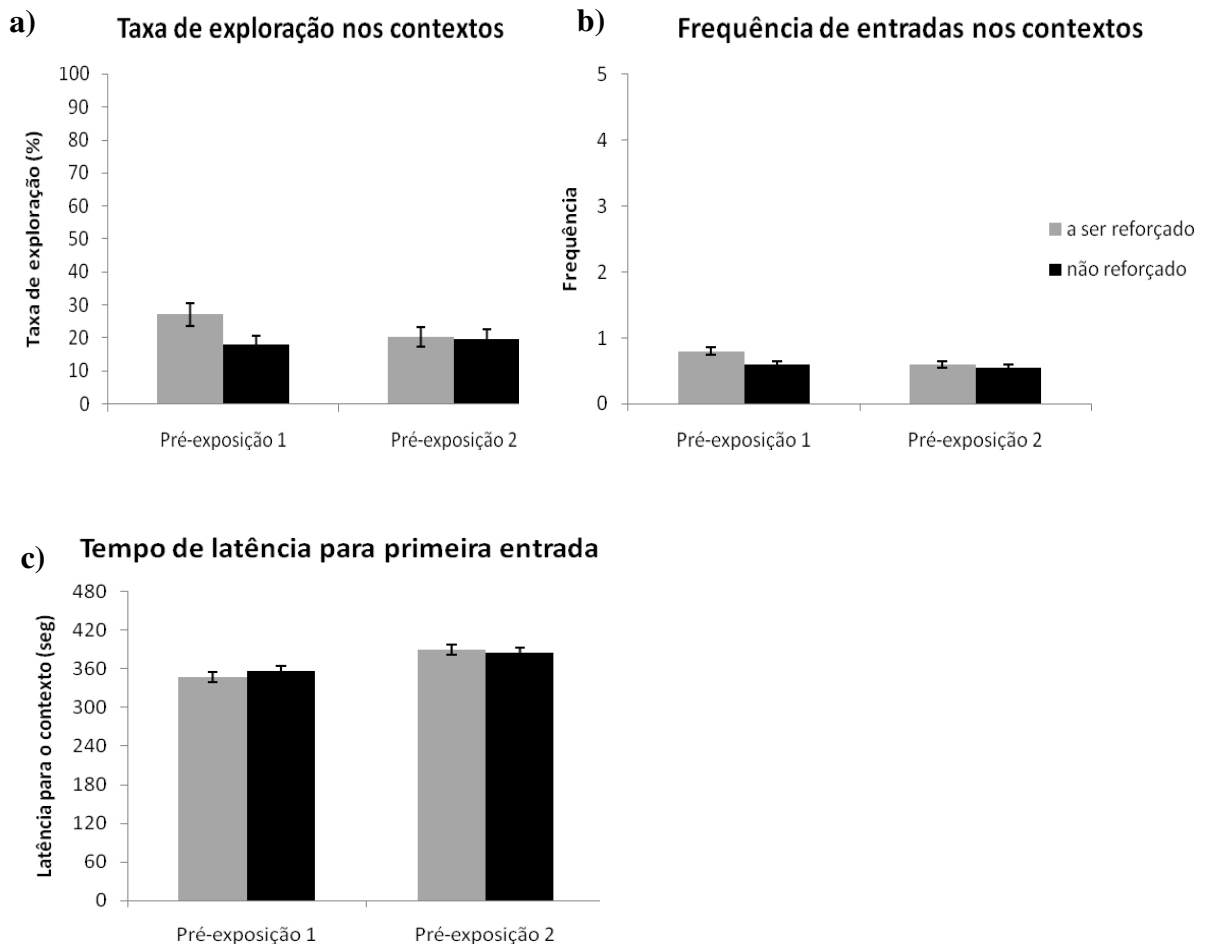 a)
Taxa de exploração nos contextos
Taxa de exploração (%)
100
90
80
70
60
50
40
30
20
10
0
Pré-exposição 1
Pré-exposição 2
b)
Frequência de entradas nos contextos
Frequência
5
4
3
2
1
0
Pré-exposição 1
Pré-exposição 2
a ser reforçado
não reforçado
c)
Tempo de latência para primeira entrada
Latência para o contexto (seg)
480
420
360
300
240
180
120
60
0
Pré-exposição 1
Pré-exposição 2